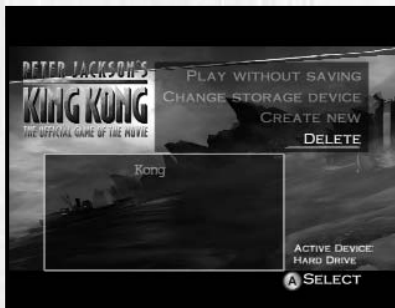 PETER JACKSON'S
KING KONG
THE OFFICIAL GAME OF THE MOVIE
PLAY WITHOUT SAVING
CHANGE STORAGE DEVICE
CREATE NEW
DELETE
Kong
ACTIVE DEVICE:
HARD DRIVE
A SELECT